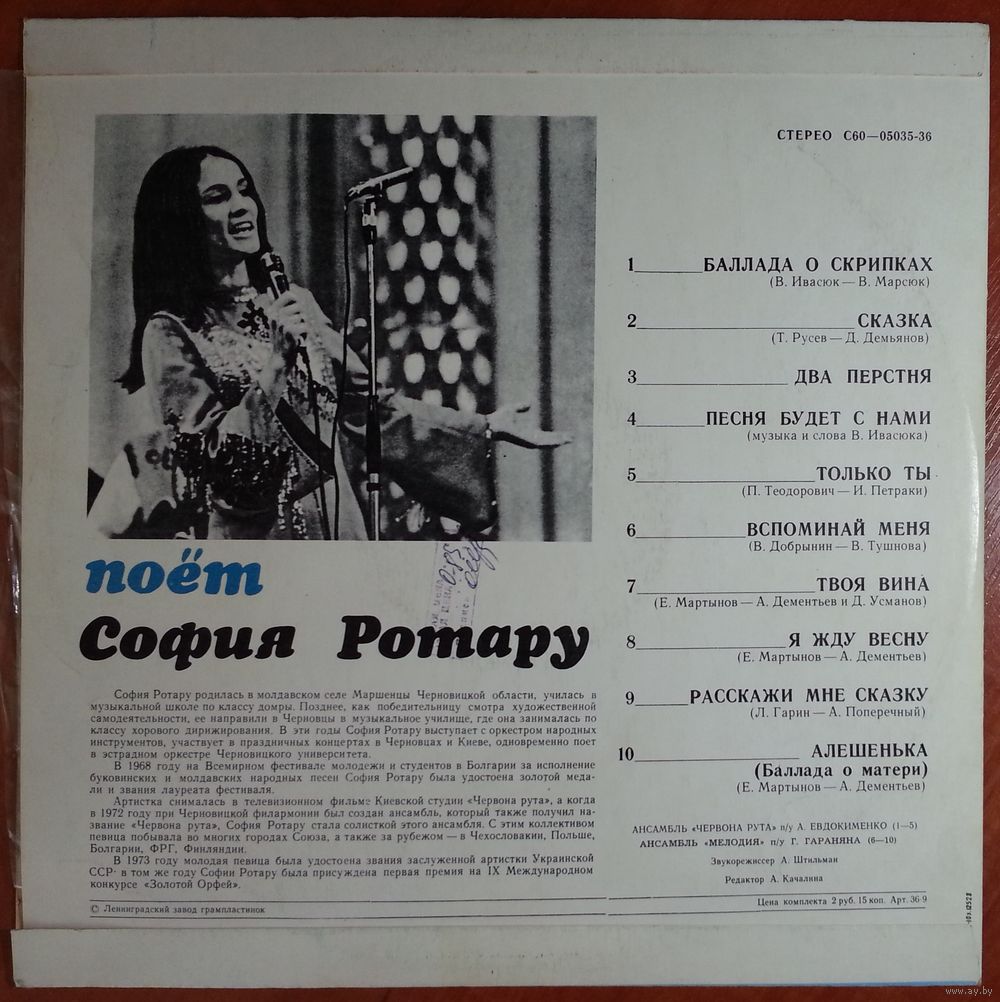 СТЕРЕО С60—05035-36
1 БАЛЛАДА О СКРИПКАХ
(В. Ивасюк — В. Марсюк)
2 СКАЗКА
(Т. Русев — Д. Демьянов)
3 ДВА ПЕРСТНЯ
4 ПЕСНЯ БУДЕТ С НАМИ
(музыка и слова В. Ивасюка)
5 ТОЛЬКО ТЫ
(П. Теодорович — И. Петраки)
6 ВСПОМИНАЙ МЕНЯ
(В. Добрынин — В. Тушнова)
7 ТВОЯ ВИНА
(Е. Мартынов — А. Дементьев и Д. Усманов)
8 Я ЖДУ ВЕСНУ
(Е. Мартынов — А. Дементьев)
9 РАССКАЖИ МНЕ СКАЗКУ
(Л. Гарин — А. Поперечный)
10 АЛЕШЕНЬКА
(Баллада о матери)
(Е. Мартынов — А. Дементьев)
АНСАМБЛЬ «ЧЕРВОНА РУТА» п/у А. ЕВДОКИМЕНКО (1—5)
АНСАМБЛЬ «МЕЛОДИЯ» п/у Г. ГАРАНЯНА (6—10)
Звукорежиссер А. Штильман
Редактор А. Качалина
Цена комплекта 2 руб. 15 коп. Арт. 36-9
поёт
София Ротару
София Ротару родилась в молдавском селе Маршенцы Черновицкой области, училась в
музыкальной школе по классу домры. Позднее, как победительницу смотра художественной
самодеятельности, ее направили в Черновцы в музыкальное училище, где она занималась по
классу хорового дирижирования. В эти годы София Ротару выступает с оркестром народных
инструментов, участвует в праздничных концертах в Черновцах и Киеве, одновременно поет
в эстрадном оркестре Черновицкого университета.
В 1968 году на Всемирном фестивале молодежи и студентов в Болгарии за исполнение
буковинских и молдавских народных песен София Ротару была удостоена золотой меда-
ли и звания лауреата фестиваля.
Артистка снималась в телевизионном фильме Киевской студии «Червона рута», а когда
в 1972 году при Черновицкой филармонии был создан ансамбль, который также получил на-
звание «Червона рута», София Ротару стала солисткой этого ансамбля. С этим коллективом
певица побывала во многих городах Союза, а также за рубежом — в Чехословакии, Польше,
Болгарии, ФРГ, Финляндии.
В 1973 году молодая певица была удостоена звания заслуженной артистки Украинской
ССР- в том же году Софии Ротару была присуждена первая премия на IX Международном
конкурсе «Золотой Орфей».
© Ленинградский завод грампластинок
www.ay.by